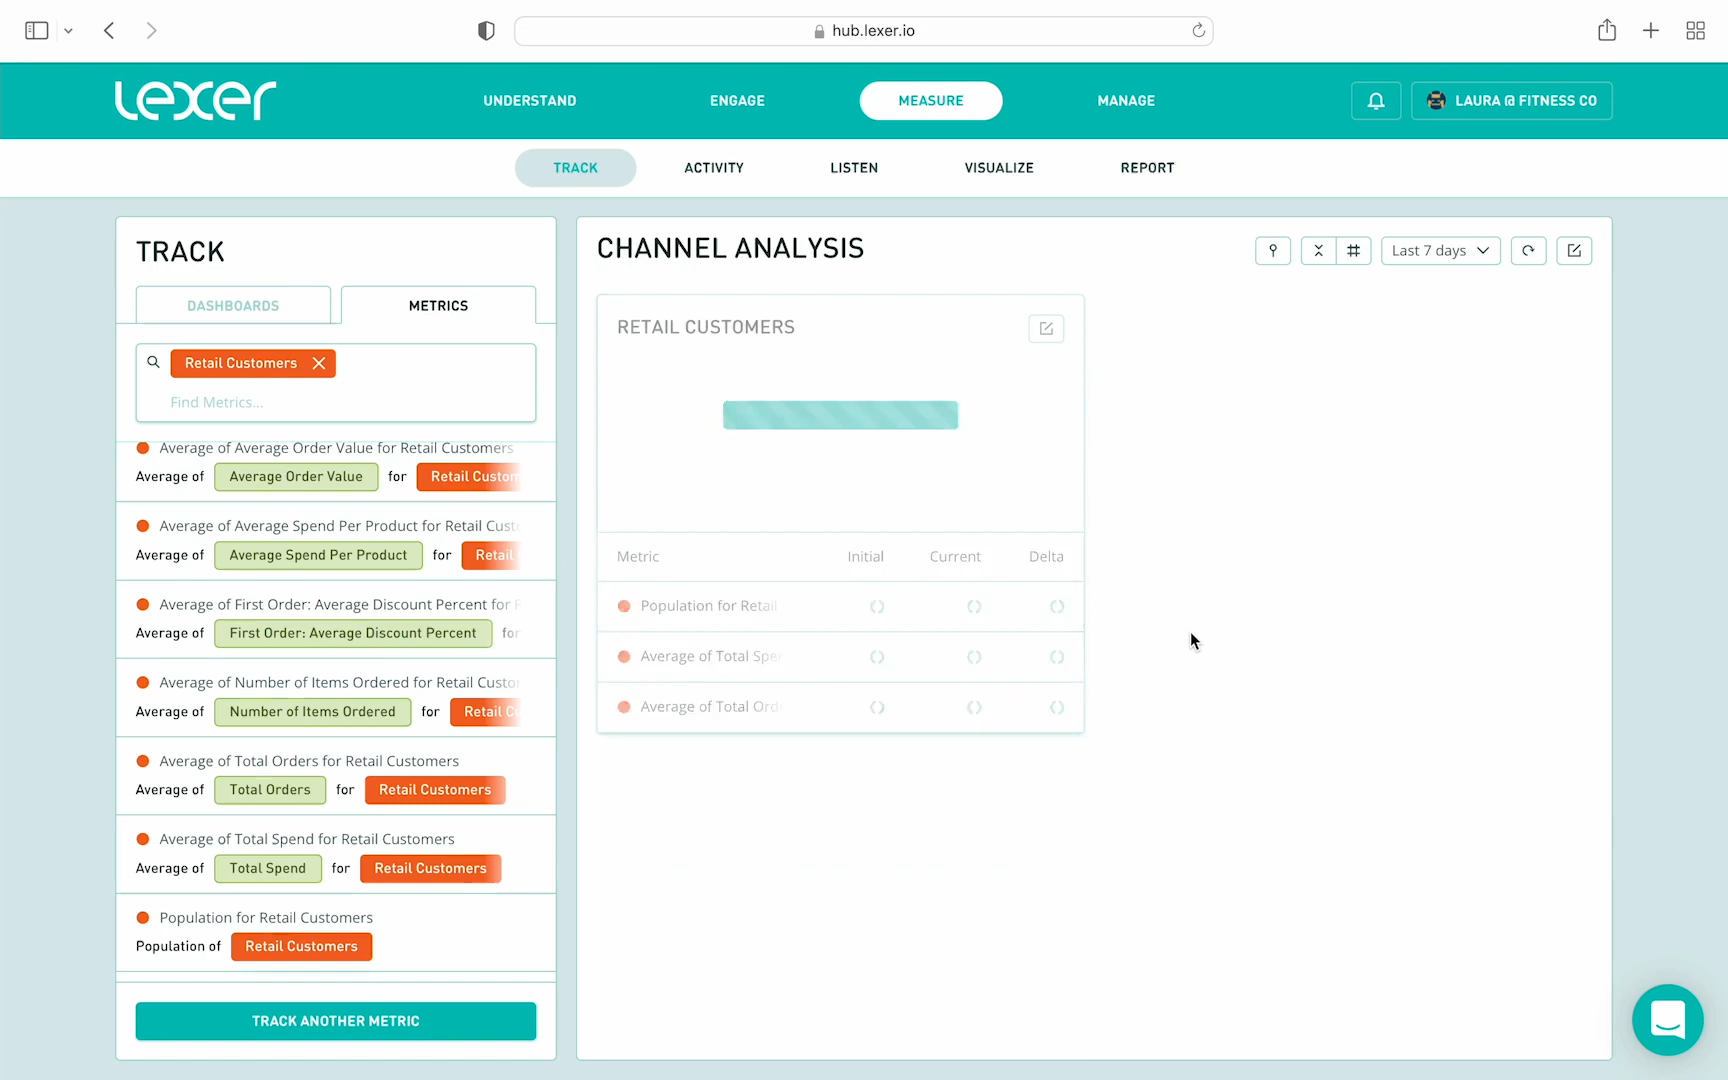 hub.lexer.io
lexer
UNDERSTAND
ENGAGE
MEASURE
MANAGE
LAURA @ FITNESS CO
TRACK
ACTIVITY
LISTEN
VISUALIZE
REPORT
TRACK
DASHBOARDS
METRICS
Retail Customers
Find Metrics...
Average of Average Order Value for Retail Customers
Average of Average Order Value for Retail Custom
Average of Average Spend Per Product for Retail Cust
Average of Average Spend Per Product for Retail
Average of First Order: Average Discount Percent for
Average of First Order: Average Discount Percent for
Average of Number of Items Ordered for Retail Custo
Average of Number of Items Ordered for Retail C
Average of Total Orders for Retail Customers
Average of Total Orders for Retail Customers
Average of Total Spend for Retail Customers
Average of Total Spend for Retail Customers
Population for Retail Customers
Population of Retail Customers
TRACK ANOTHER METRIC
CHANNEL ANALYSIS
Last 7 days
RETAIL CUSTOMERS
Metric Initial Current Delta
Population for Retail
Average of Total Spe
Average of Total Ord